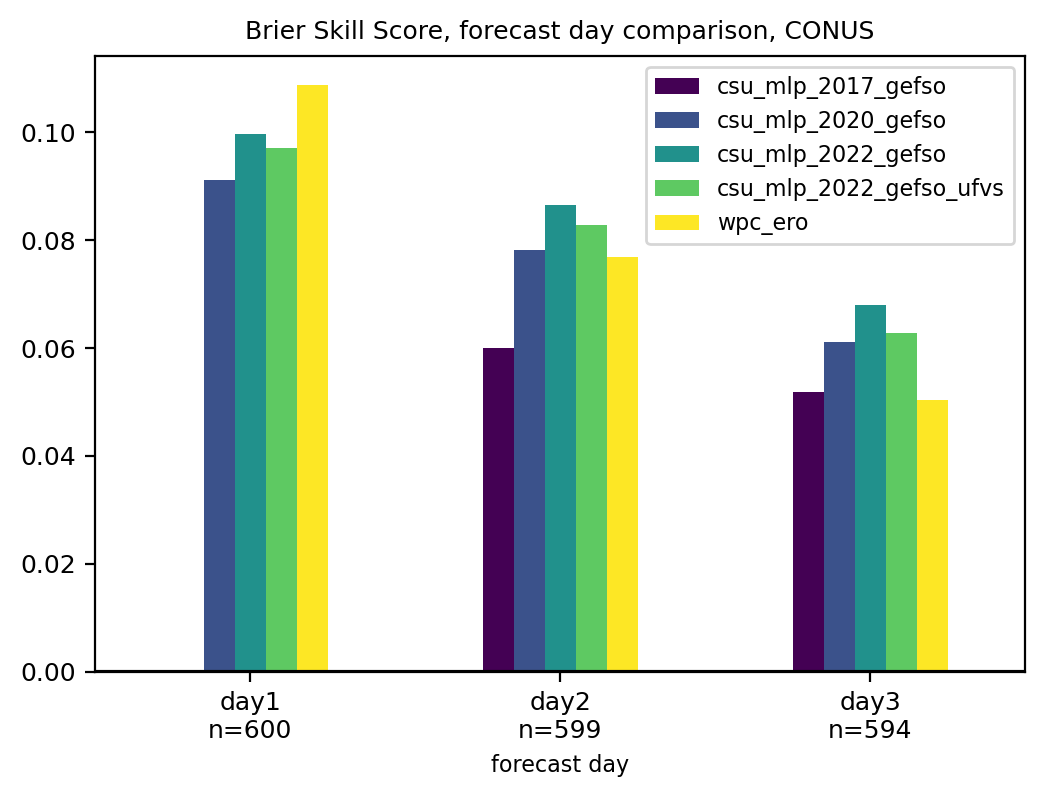 Brier Skill Score, forecast day comparison, CONUS
csu_mlp_2017_gefso
csu_mlp_2020_gefso
csu_mlp_2022_gefso
csu_mlp_2022_gefso_ufvs
wpc_ero
0.10
0.08
0.06
0.04
0.02
0.00
day1 day2 day3
n=600 n=599 n=594
forecast day